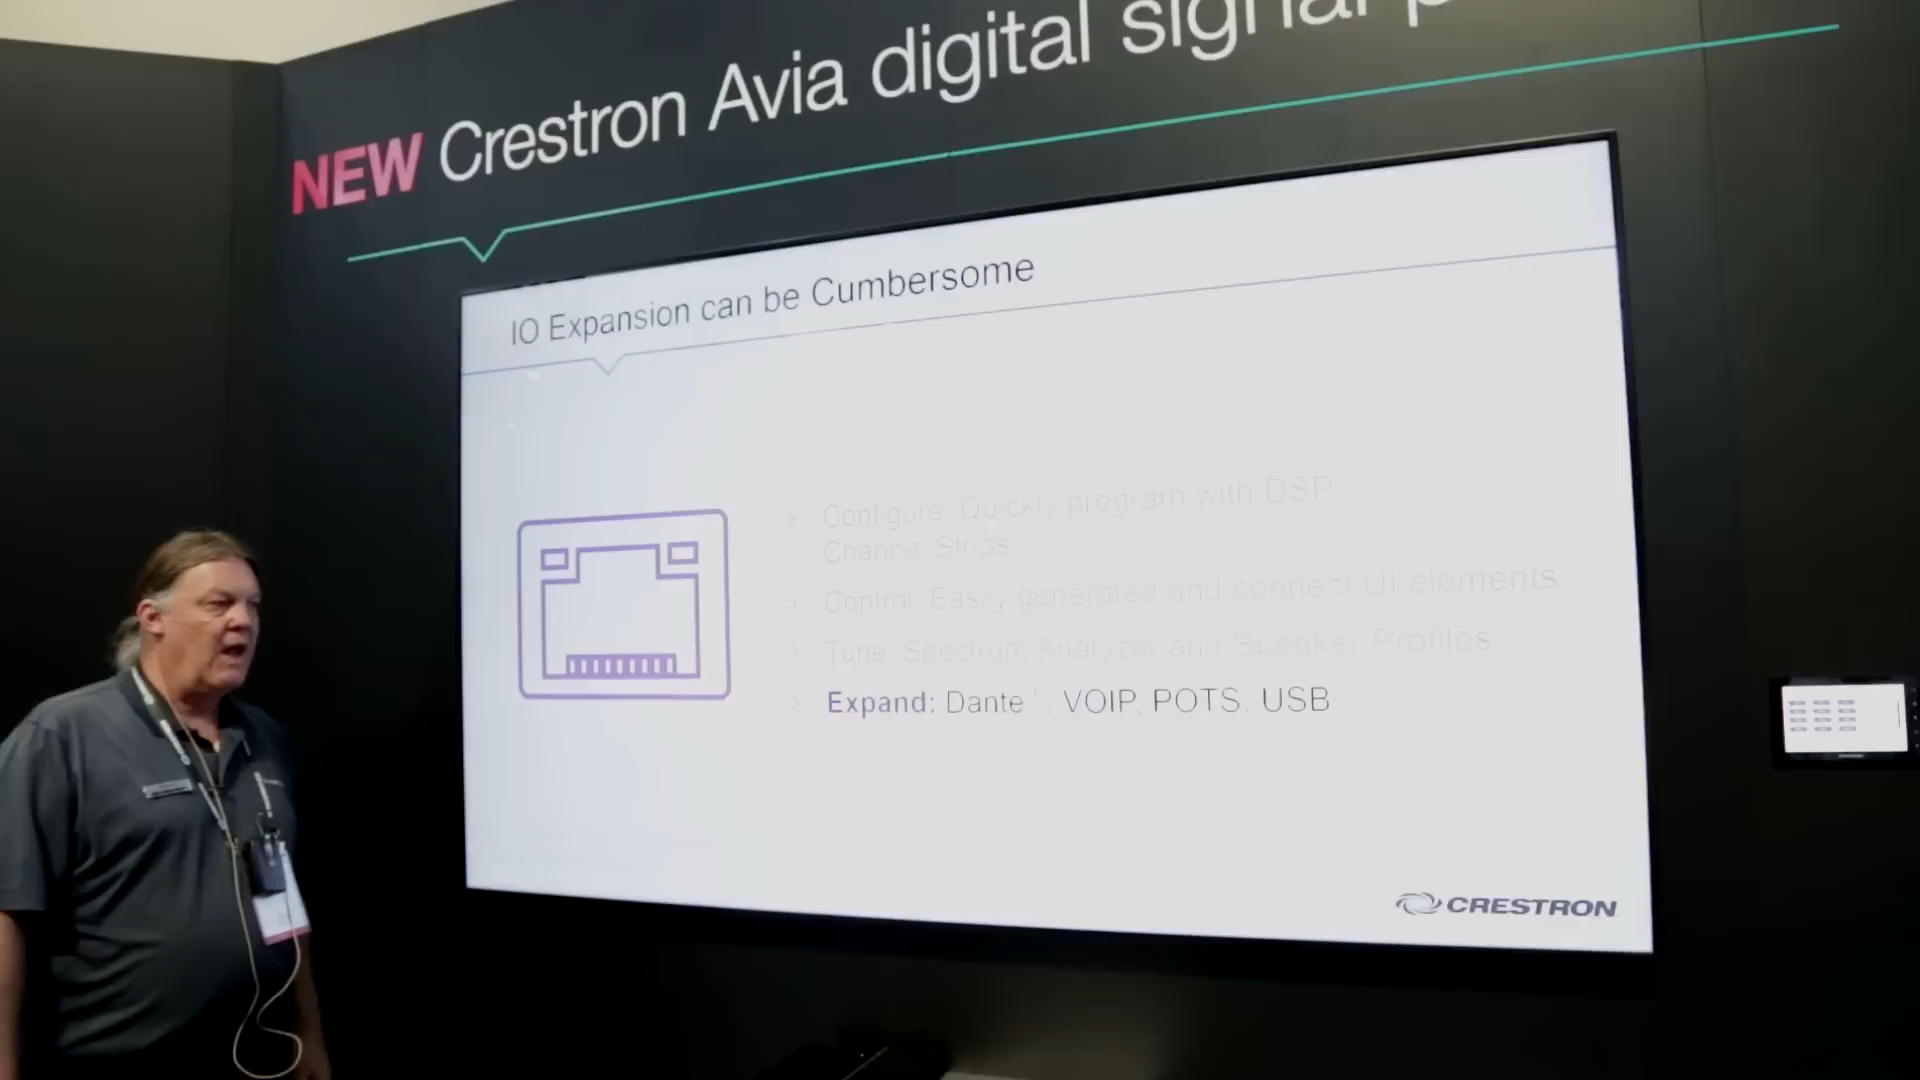 NEW Crestron Avia digital signal p
IO Expansion can be Cumbersome
Configure: Quickly program with DSP
Channel Strips
Control: Easily generated and connect UI elements
Tune: Spectrum Analyzer and Speaker Profiles
Expand: Dante™, VOIP, POTS, USB
CRESTRON